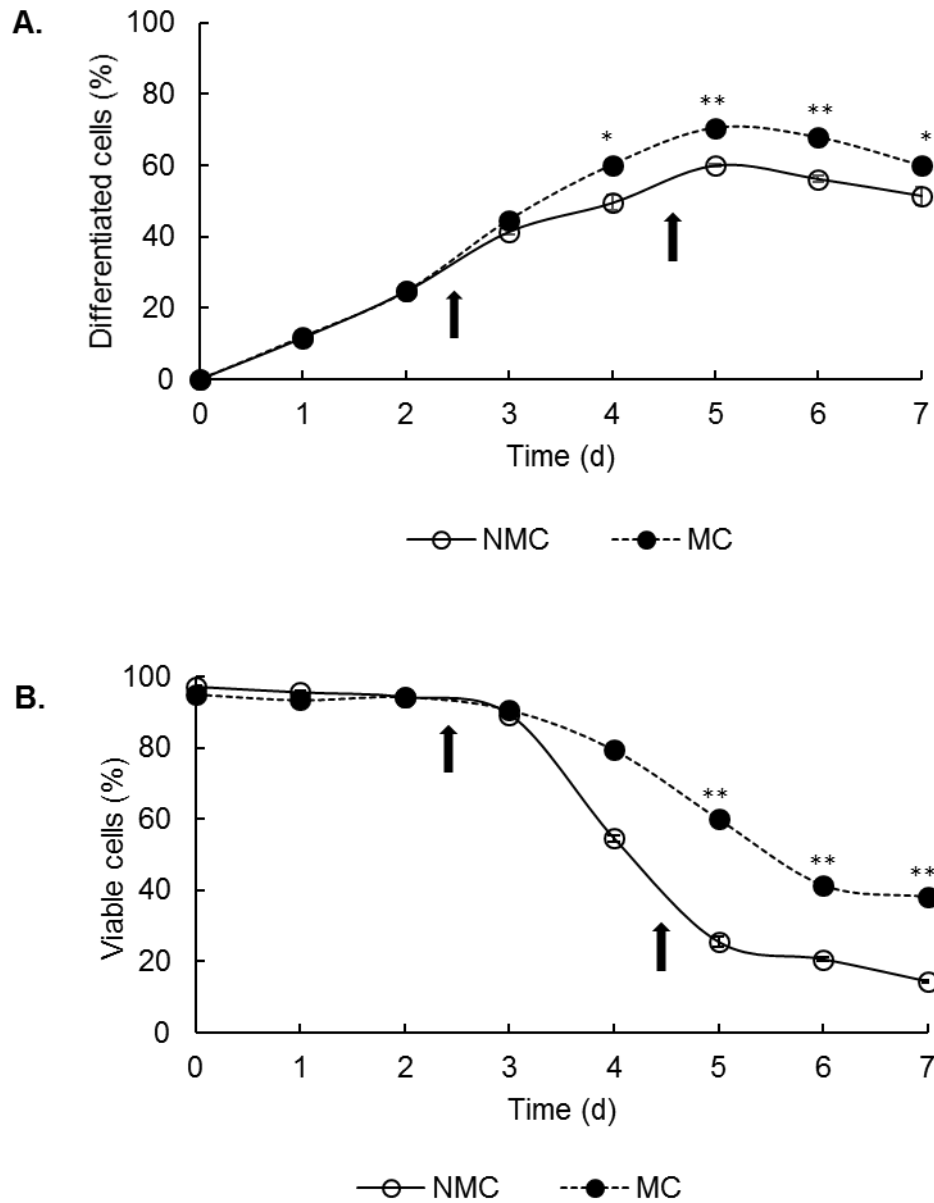 A.
Differentiated cells (%)
100
80
60
40
20
0
* ** ** *
0 1 2 3 4 5 6 7
Time (d)
NMC MC
B.
Viable cells (%)
100
80
60
40
20
0
** ** **
0 1 2 3 4 5 6 7
Time (d)
NMC MC